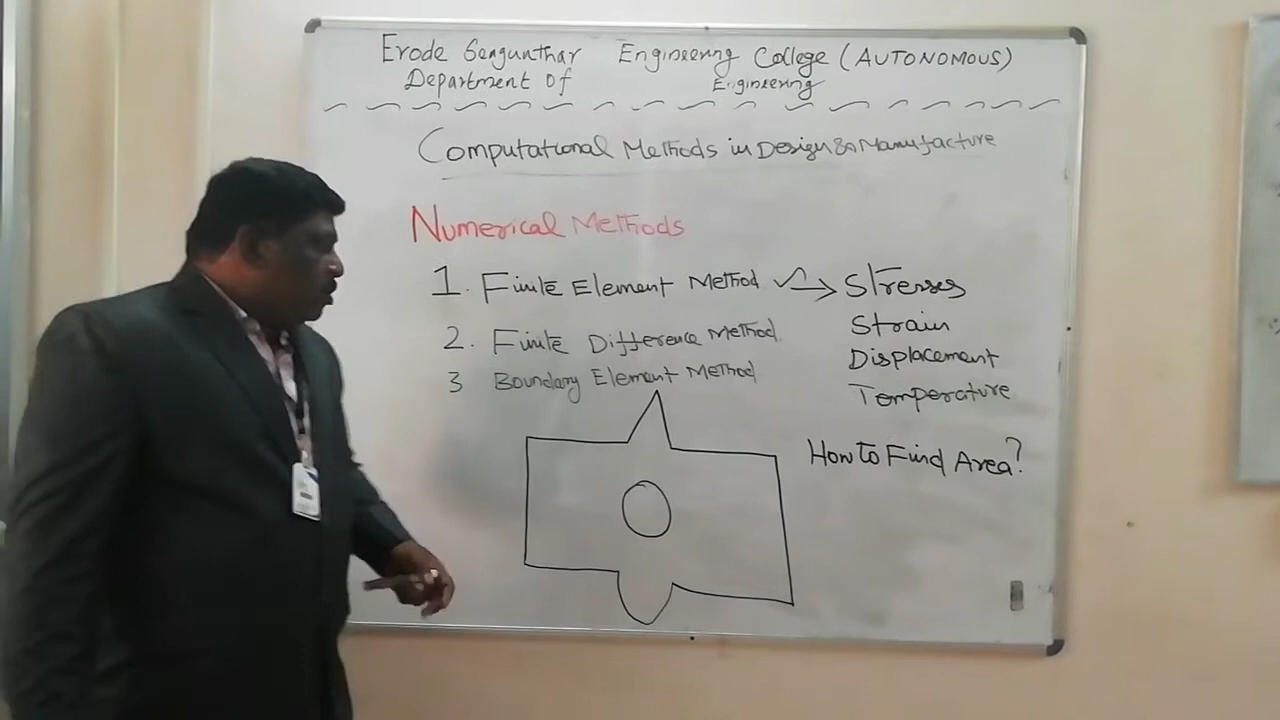 Erode Sengunthar Engineering College (AUTONOMOUS)
Department Of Engineering
Computational Methods in Design & Manufacture
Numerical Methods
1. Finite Element Method → Stresses
Strain
2. Finite Difference Method
Displacement
3 Boundary Element Method
Temperature
How to Find Area?